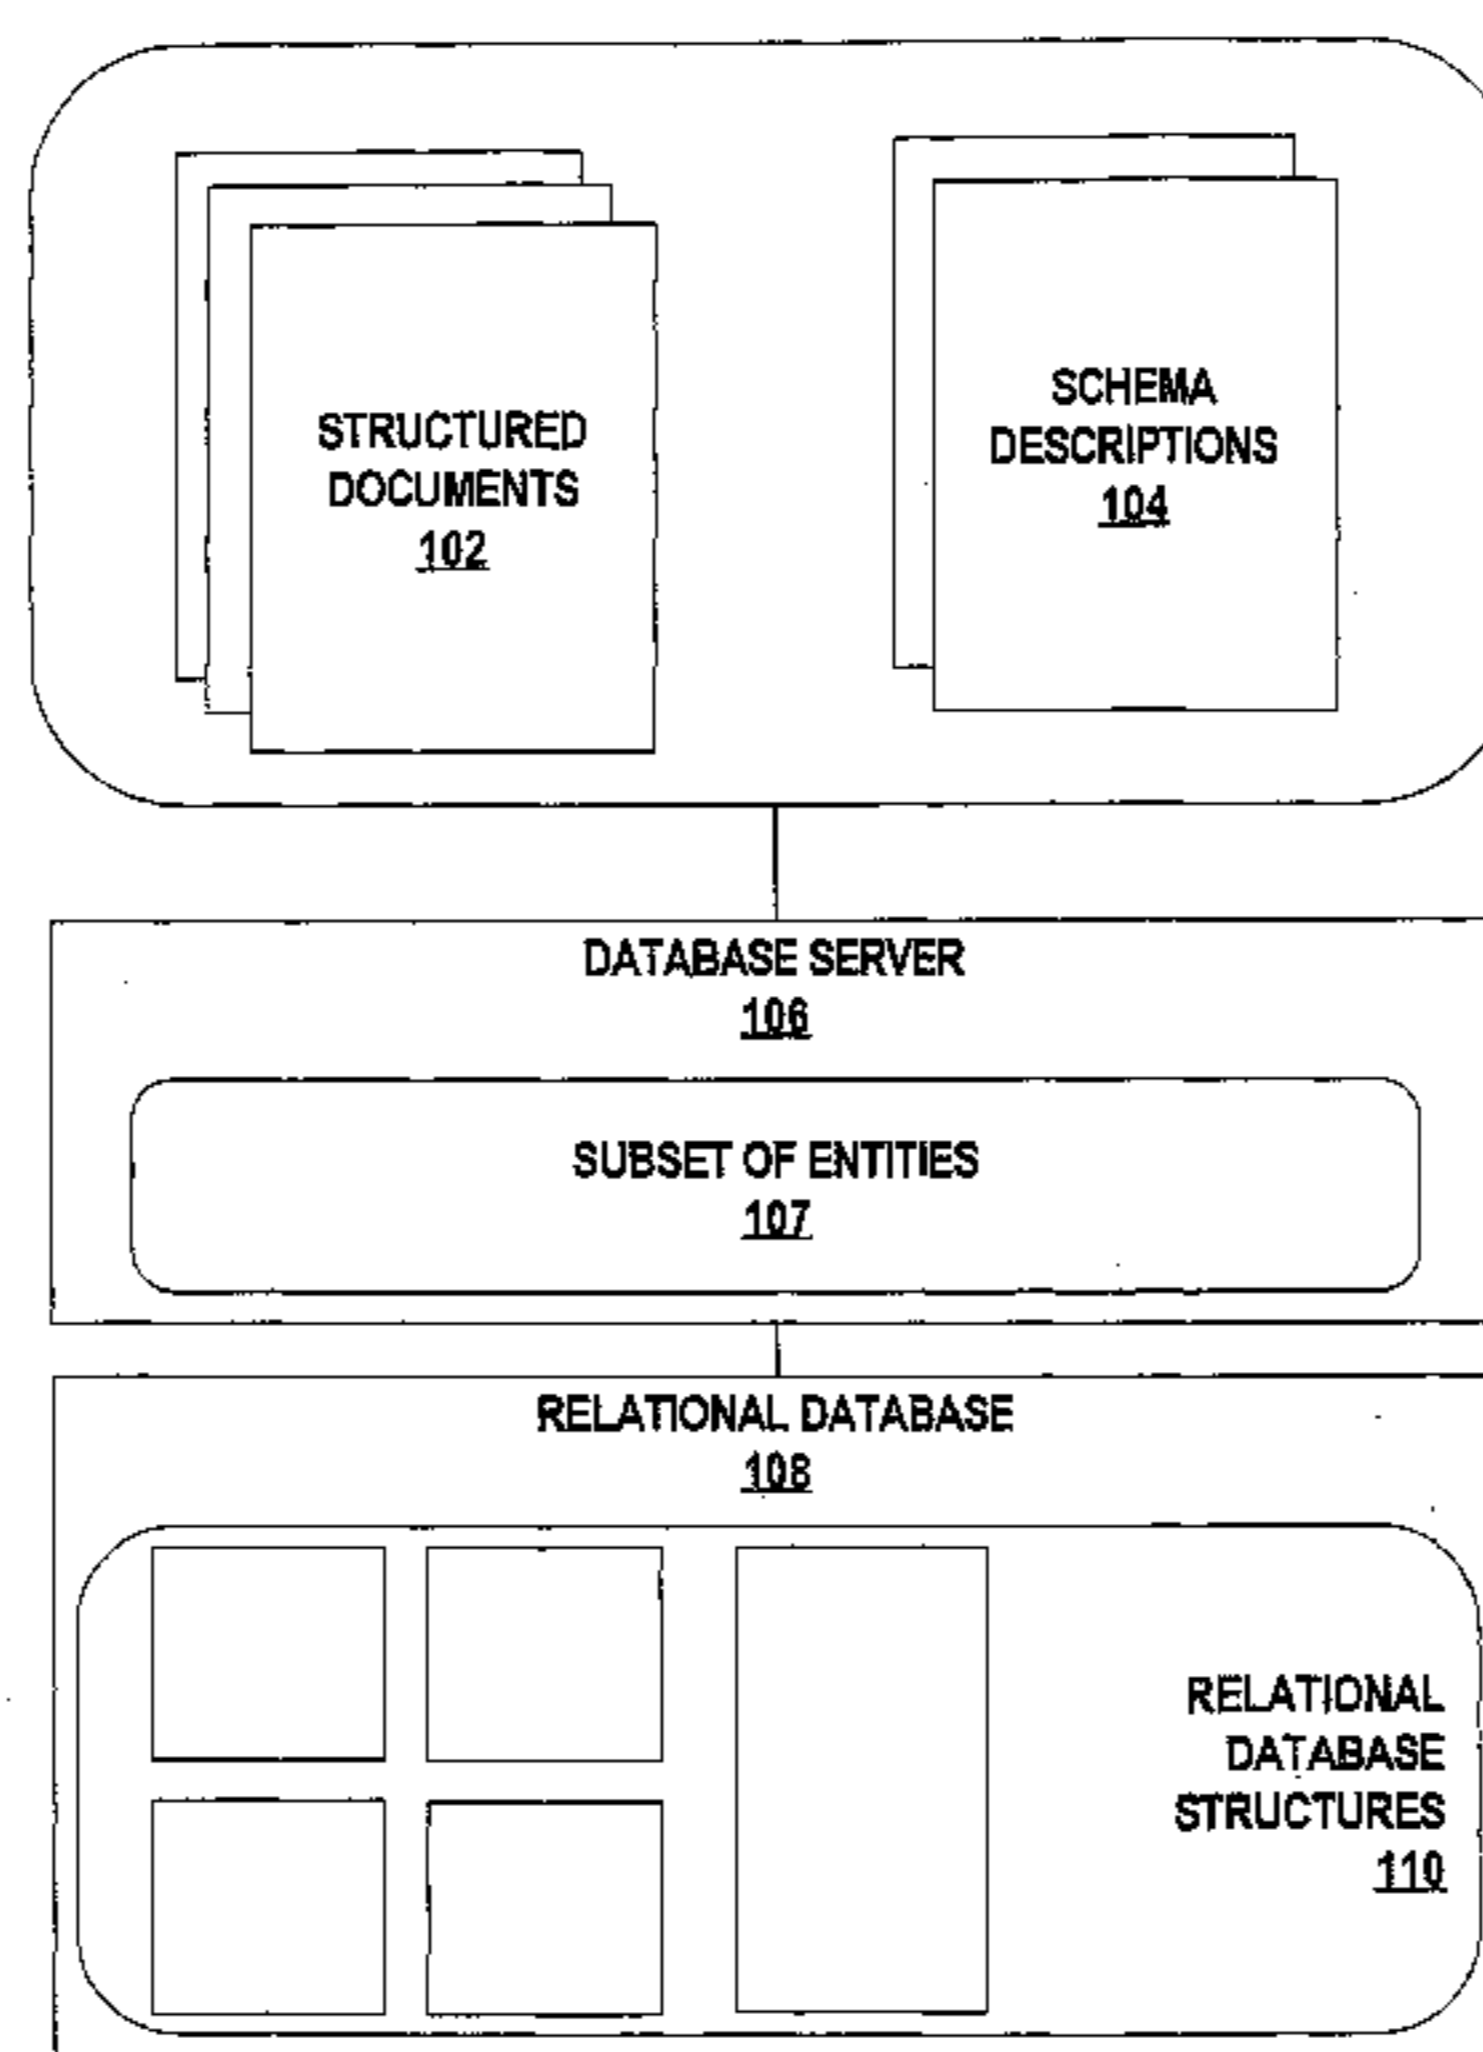 STRUCTURED
DOCUMENTS
102
SCHEMA
DESCRIPTIONS
104
DATABASE SERVER
106
SUBSET OF ENTITIES
107
RELATIONAL DATABASE
108
RELATIONAL
DATABASE
STRUCTURES
110